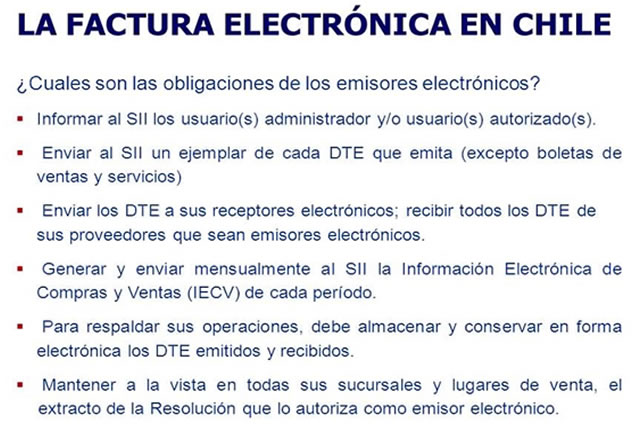 LA FACTURA ELECTRÓNICA EN CHILE
¿Cuales son las obligaciones de los emisores electrónicos?
▪ Informar al SII los usuario(s) administrador y/o usuario(s) autorizado(s).
▪ Enviar al SII un ejemplar de cada DTE que emita (excepto boletas de
ventas y servicios)
▪ Enviar los DTE a sus receptores electrónicos; recibir todos los DTE de
sus proveedores que sean emisores electrónicos.
▪ Generar y enviar mensualmente al SII la Información Electrónica de
Compras y Ventas (IECV) de cada período.
▪ Para respaldar sus operaciones, debe almacenar y conservar en forma
electrónica los DTE emitidos y recibidos.
▪ Mantener a la vista en todas sus sucursales y lugares de venta, el
extracto de la Resolución que lo autoriza como emisor electrónico.